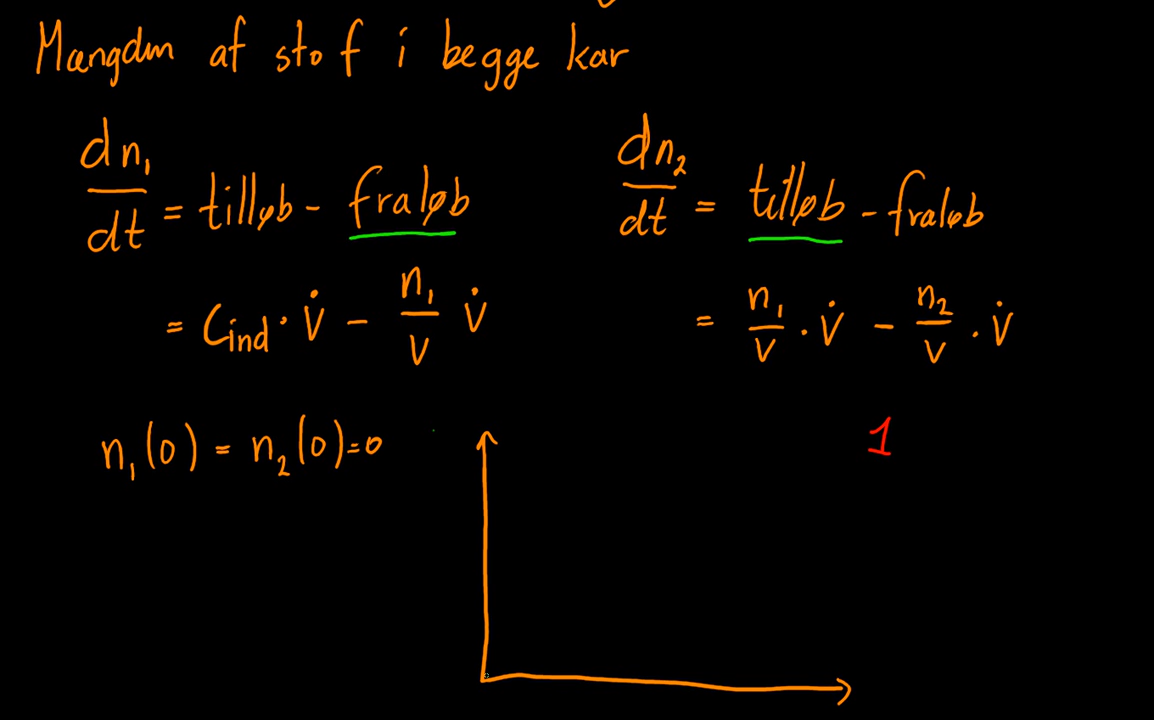 Mængden af stof i begge kar
dn₁/dt = tilløb - fraløb
= Cind · V̇ - n₁/V V̇
dn₂/dt = tilløb - fraløb
= n₁/V · V̇ - n₂/V · V̇
n₁(0) = n₂(0)=0
1